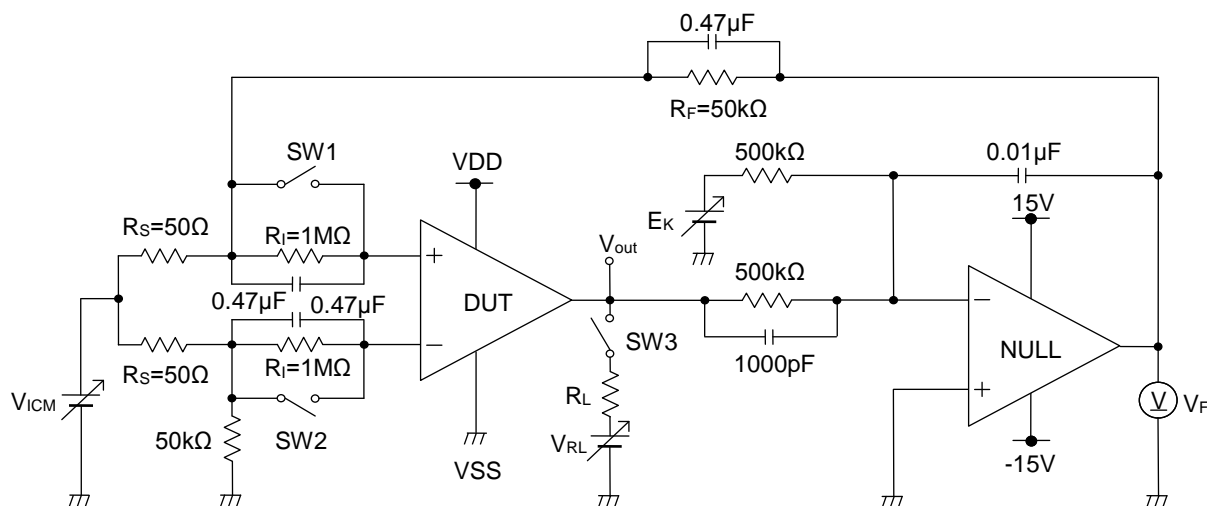 0.47µF
RF=50kΩ
SW1
VDD
500kΩ
0.01µF
15V
RS=50Ω
RI=1MΩ
EK
Vout
+
500kΩ
0.47µF 0.47µF
DUT
−
−
SW3
NULL
RS=50Ω
RI=1MΩ
1000pF
+
V
VF
VICM
RL
50kΩ
SW2
VSS
VRL
-15V